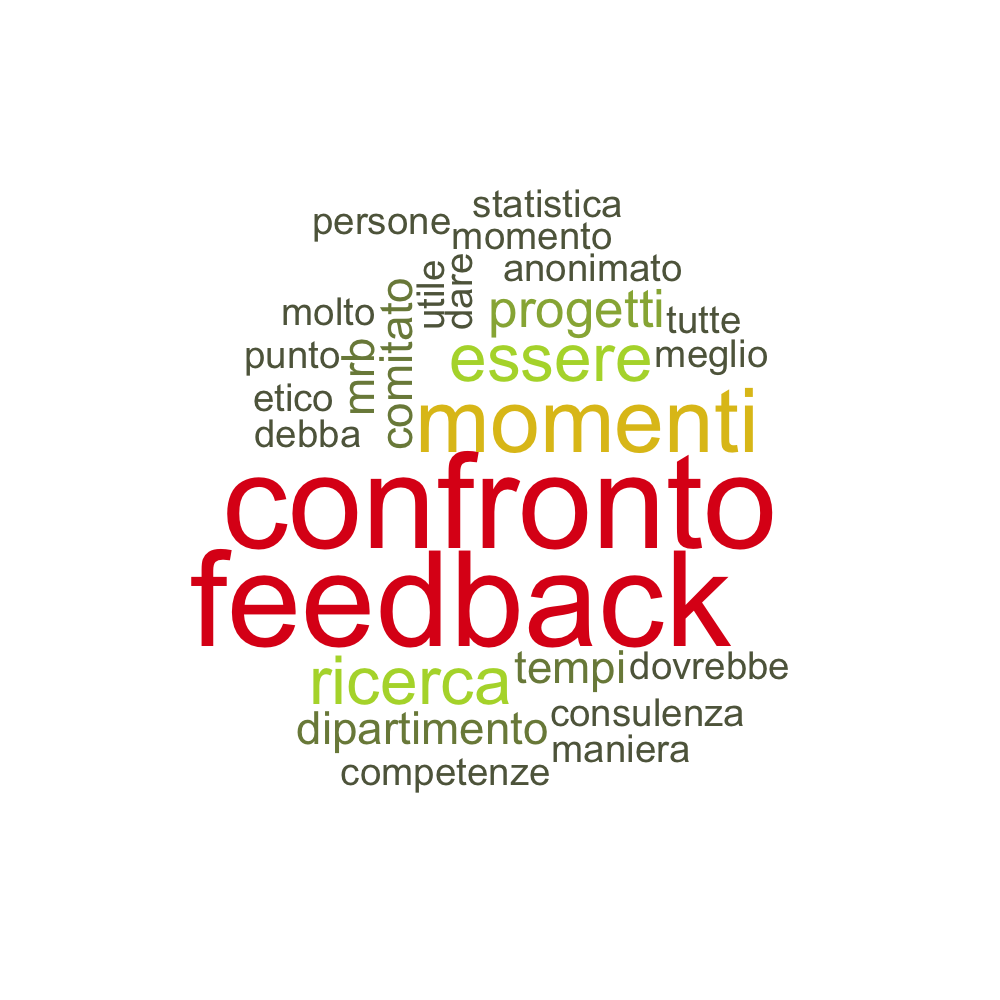 statistica
persone
momento
anonimato
utile
dare
molto
comitato
progetti
tutte
mrb
punto
essere
meglio
etico
momenti
debba
confronto
feedback
ricerca
tempi
dovrebbe
dipartimento
consulenza
maniera
competenze